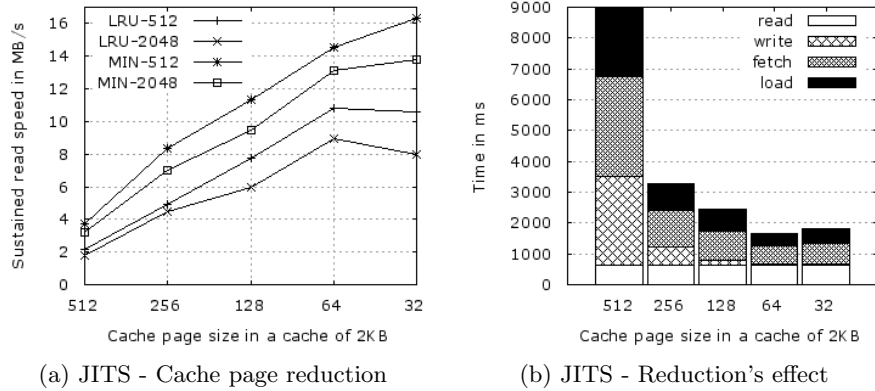 Sustained read speed in MB/s
16
14
12
10
8
6
4
2
0
LRU-512
LRU-2048
MIN-512
MIN-2048
512 256 128 64 32
Cache page size in a cache of 2KB
(a) JITS - Cache page reduction
Time in ms
9000
8000
7000
6000
5000
4000
3000
2000
1000
0
read
write
fetch
load
512 256 128 64 32
Cache page size in a cache of 2KB
(b) JITS - Reduction's effect